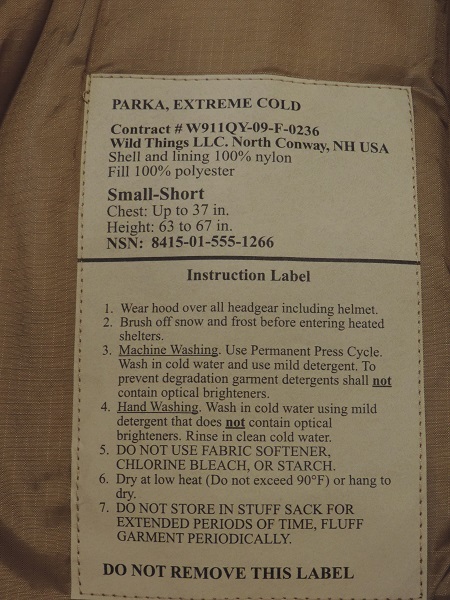 PARKA, EXTREME COLD
Contract # W911QY-09-F-0236
Wild Things LLC. North Conway, NH USA
Shell and lining 100% nylon
Fill 100% polyester
Small-Short
Chest: Up to 37 in.
Height: 63 to 67 in.
NSN: 8415-01-555-1266
Instruction Label
1. Wear hood over all headgear including helmet.
2. Brush off snow and frost before entering heated
shelters.
3. Machine Washing. Use Permanent Press Cycle.
Wash in cold water and use mild detergent. To
prevent degradation garment detergents shall not
contain optical brighteners.
4. Hand Washing. Wash in cold water using mild
detergent that does not contain optical
brighteners. Rinse in clean cold water.
5. DO NOT USE FABRIC SOFTENER,
CHLORINE BLEACH, OR STARCH.
6. Dry at low heat (Do not exceed 90°F) or hang to
dry.
7. DO NOT STORE IN STUFF SACK FOR
EXTENDED PERIODS OF TIME, FLUFF
GARMENT PERIODICALLY.
DO NOT REMOVE THIS LABEL